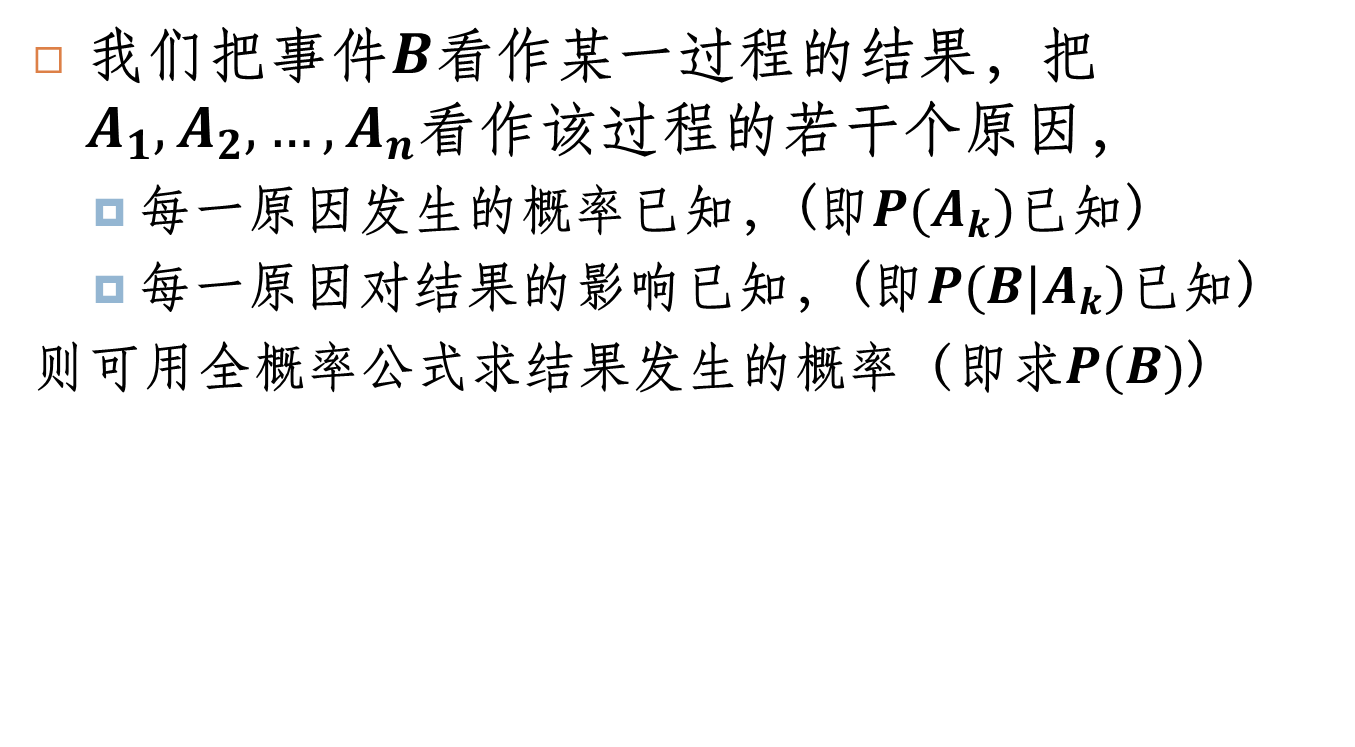 我们把事件B看作某一过程的结果，把
A₁, A₂, … , Aₙ看作该过程的若干个原因，
每一原因发生的概率已知，（即P(Aₖ)已知）
每一原因对结果的影响已知，（即P(B|Aₖ)已知）
则可用全概率公式求结果发生的概率（即求P(B)）